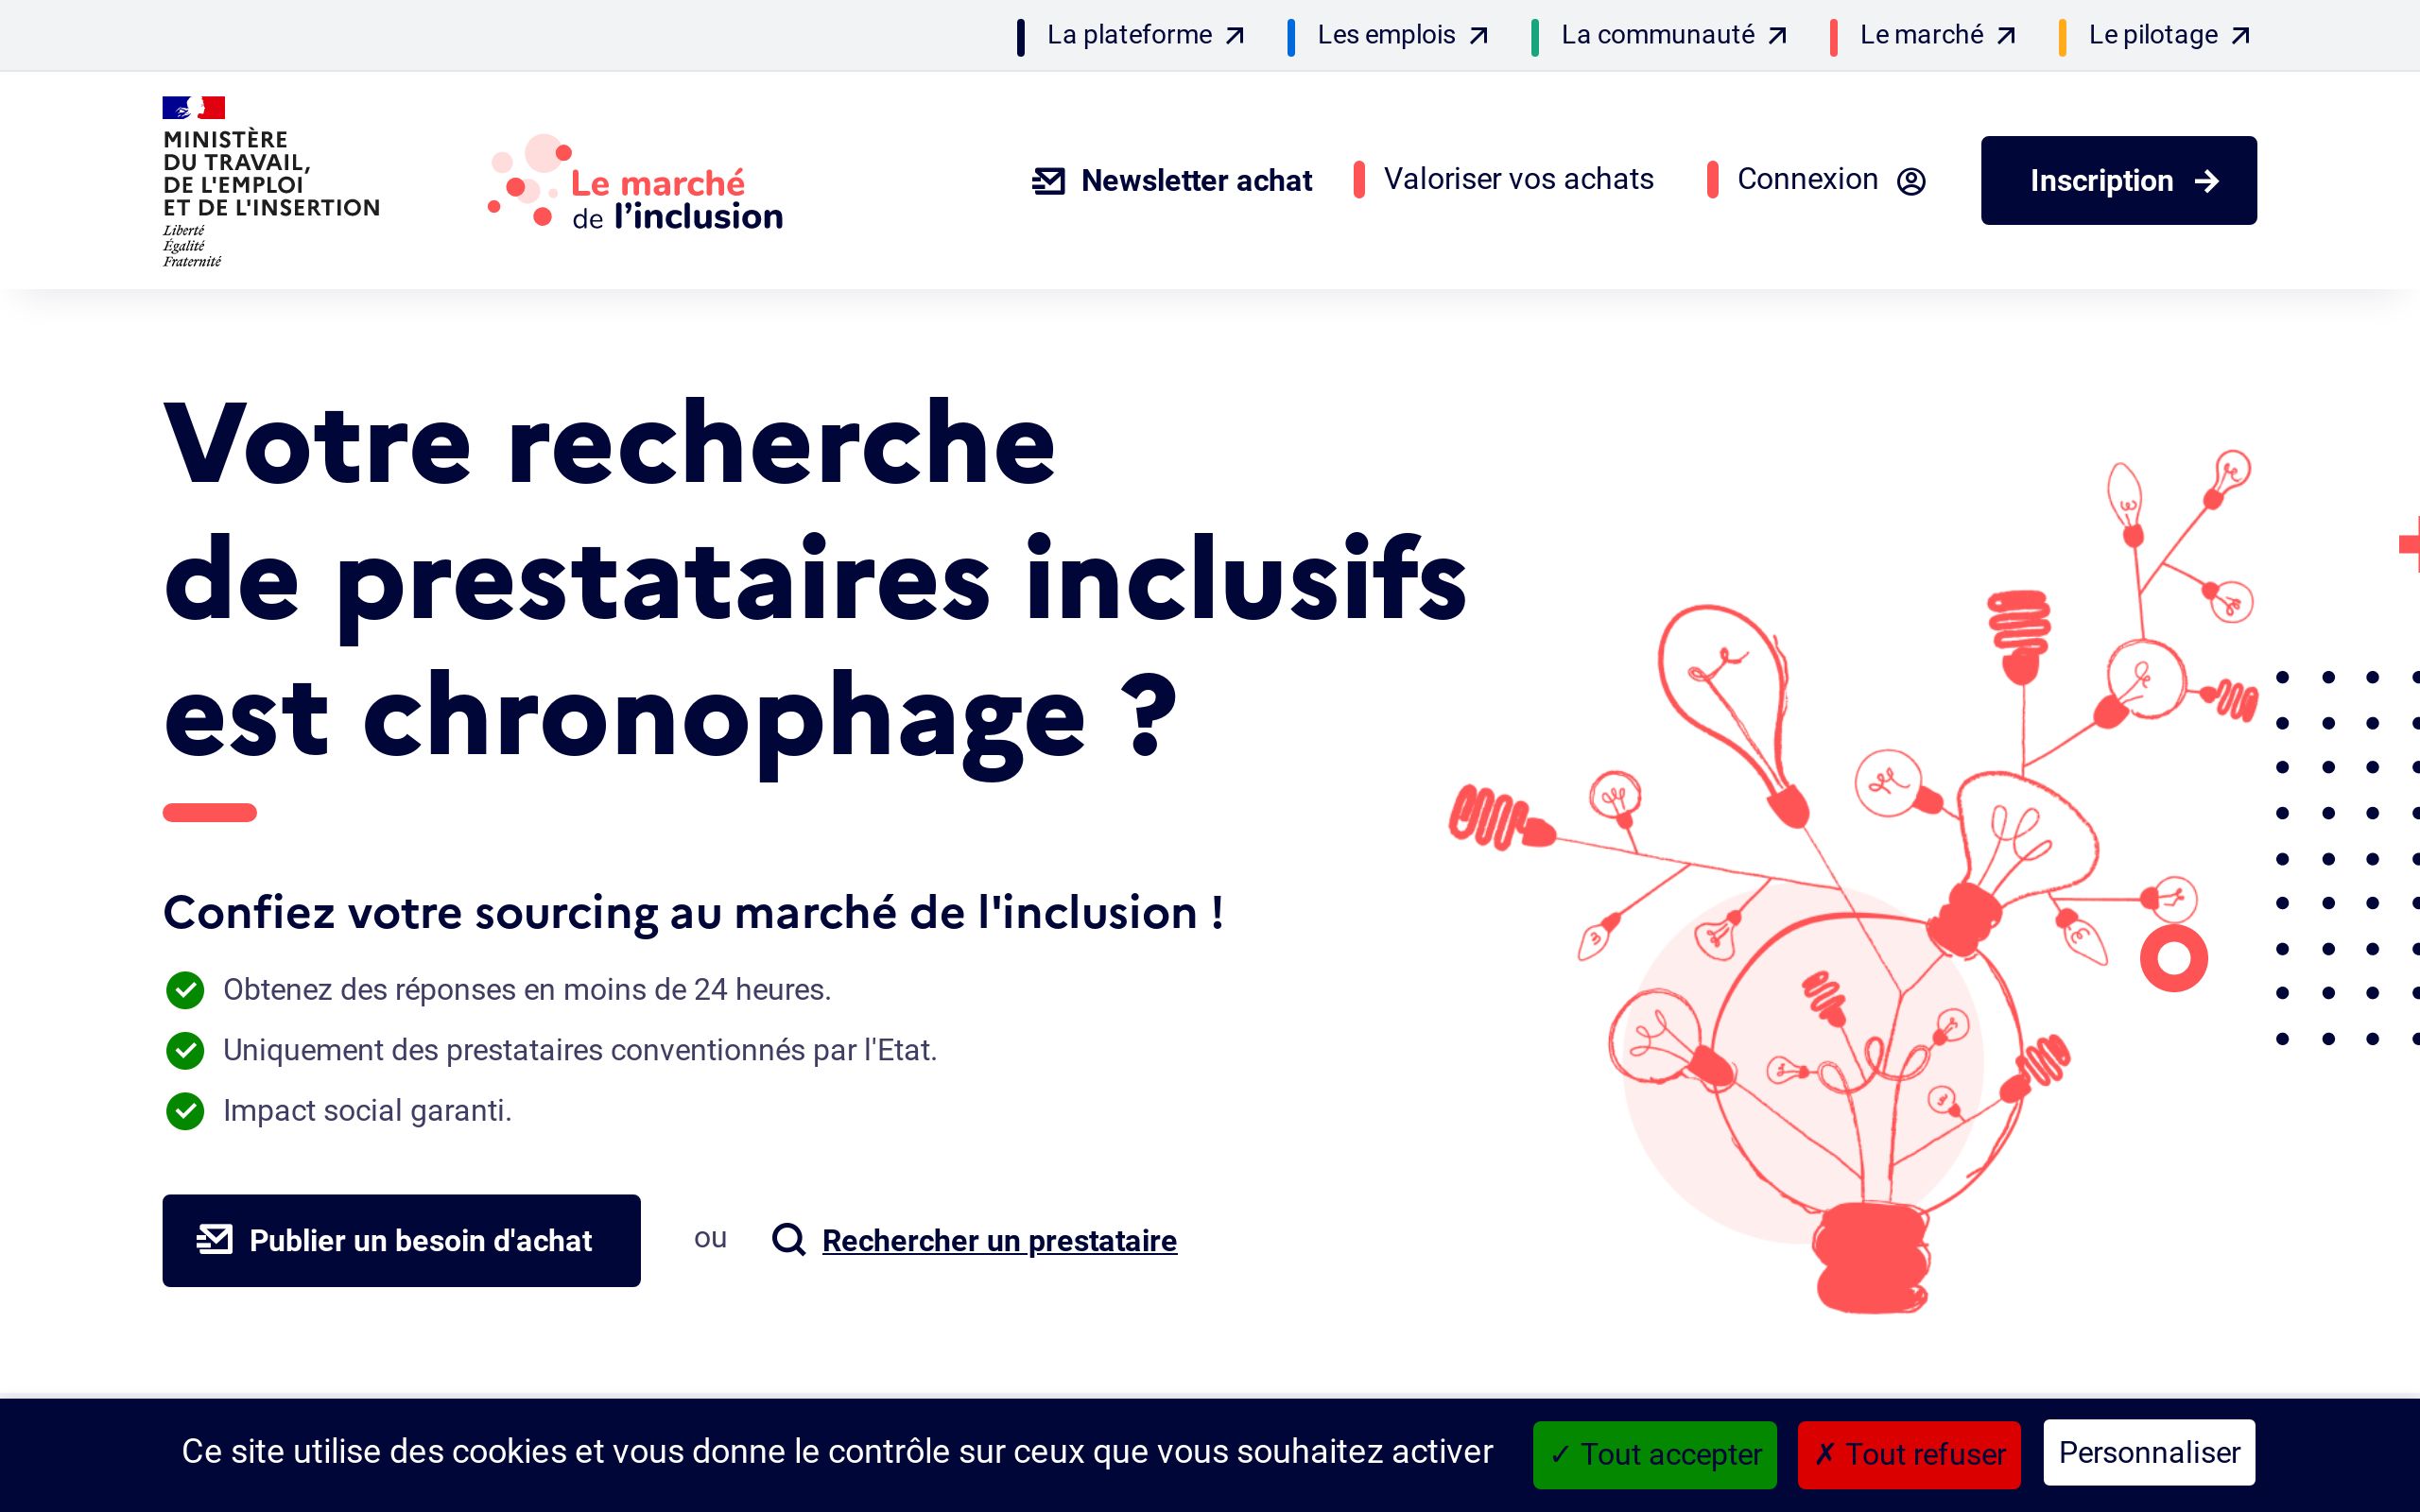 La plateforme
Les emplois
La communauté
Le marché
Le pilotage
MINISTÈRE
DU TRAVAIL,
DE L'EMPLOI
ET DE L'INSERTION
Liberté
Égalité
Fraternité
Le marché
de l’inclusion
Newsletter achat
Valoriser vos achats
Connexion
Inscription
Votre recherche
de prestataires inclusifs
est chronophage ?
Confiez votre sourcing au marché de l'inclusion !
Obtenez des réponses en moins de 24 heures.
Uniquement des prestataires conventionnés par l'Etat.
Impact social garanti.
Publier un besoin d'achat
ou
Rechercher un prestataire
Ce site utilise des cookies et vous donne le contrôle sur ceux que vous souhaitez activer
✓ Tout accepter
✗ Tout refuser
Personnaliser